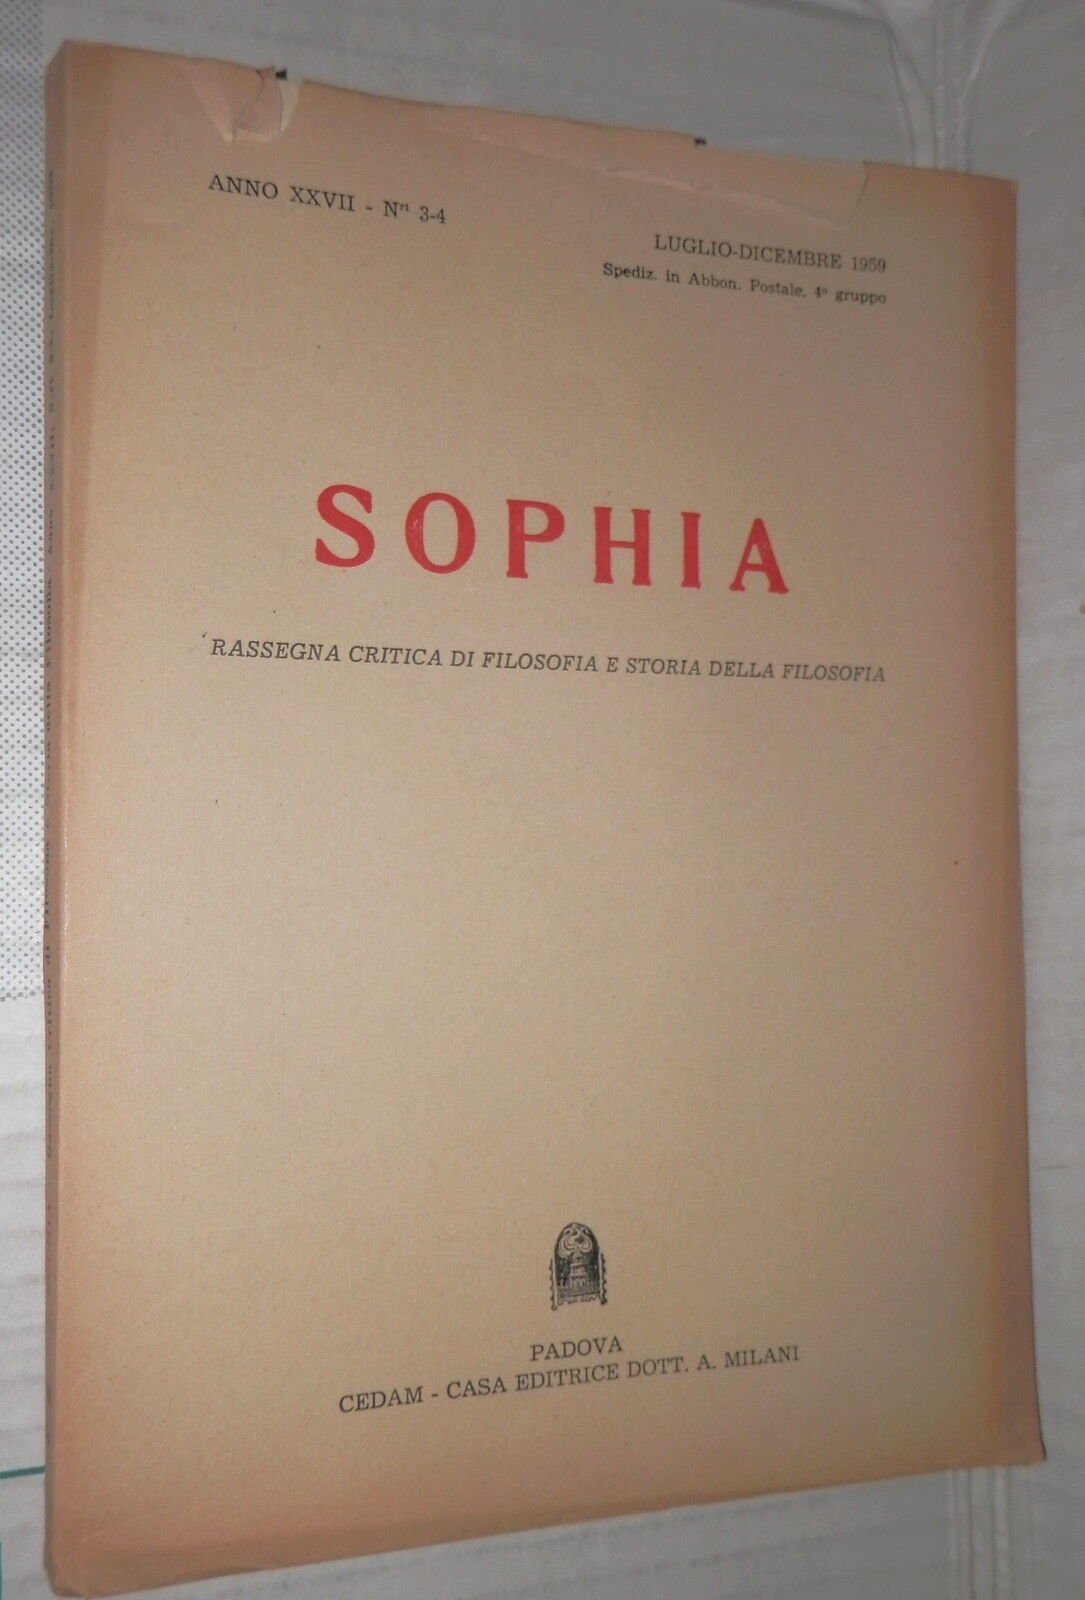 ANNO XXVII - Nri 3-4
LUGLIO-DICEMBRE 1959
Spediz. in Abbon. Postale, 4° gruppo
SOPHIA
RASSEGNA CRITICA DI FILOSOFIA E STORIA DELLA FILOSOFIA
PADOVA
CEDAM - CASA EDITRICE DOTT. A. MILANI